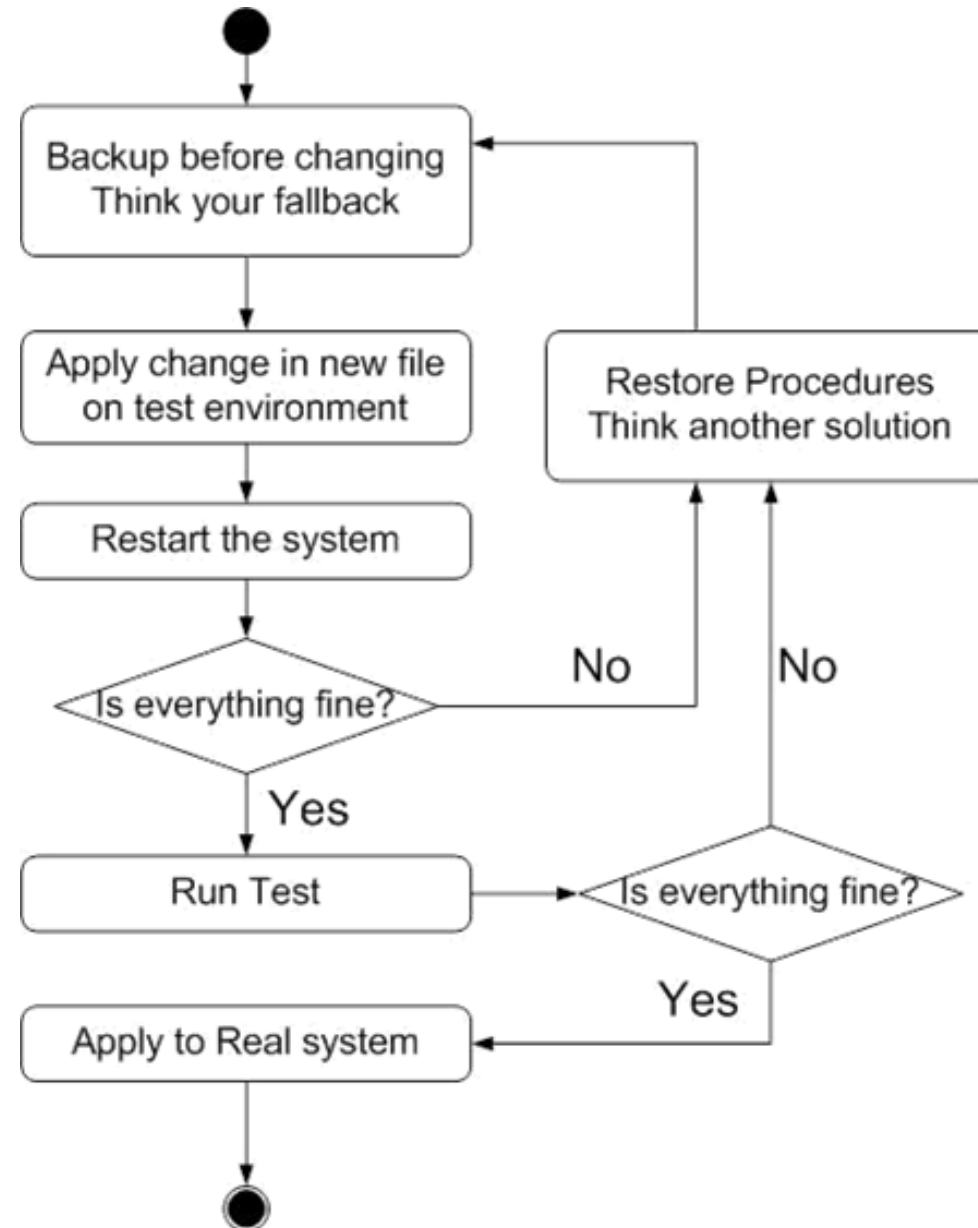 Backup before changing
Think your fallback
Apply change in new file
on test environment
Restore Procedures
Think another solution
Restart the system
Is everything fine?
No
No
Yes
Run Test
Is everything fine?
Yes
Apply to Real system